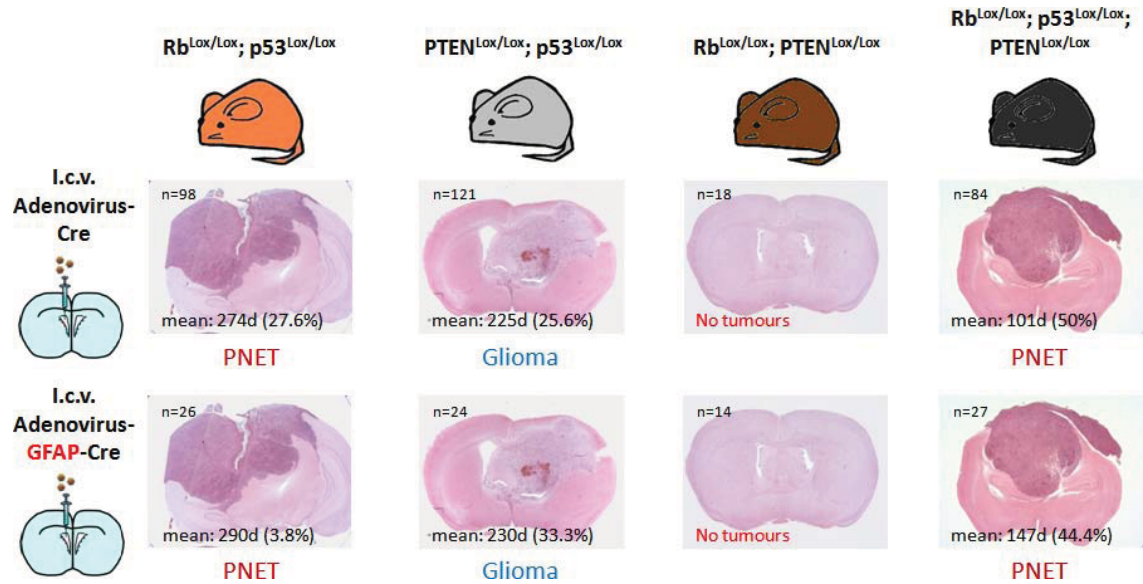 Rb^Lox/Lox; p53^Lox/Lox
PTEN^Lox/Lox; p53^Lox/Lox
Rb^Lox/Lox; PTEN^Lox/Lox
Rb^Lox/Lox; p53^Lox/Lox;
PTEN^Lox/Lox
I.c.v.
Adenovirus-
Cre
n=98
mean: 274d (27.6%)
PNET
n=121
mean: 225d (25.6%)
Glioma
n=18
No tumours
n=84
mean: 101d (50%)
PNET
I.c.v.
Adenovirus-
GFAP-Cre
n=26
mean: 290d (3.8%)
PNET
n=24
mean: 230d (33.3%)
Glioma
n=14
No tumours
n=27
mean: 147d (44.4%)
PNET